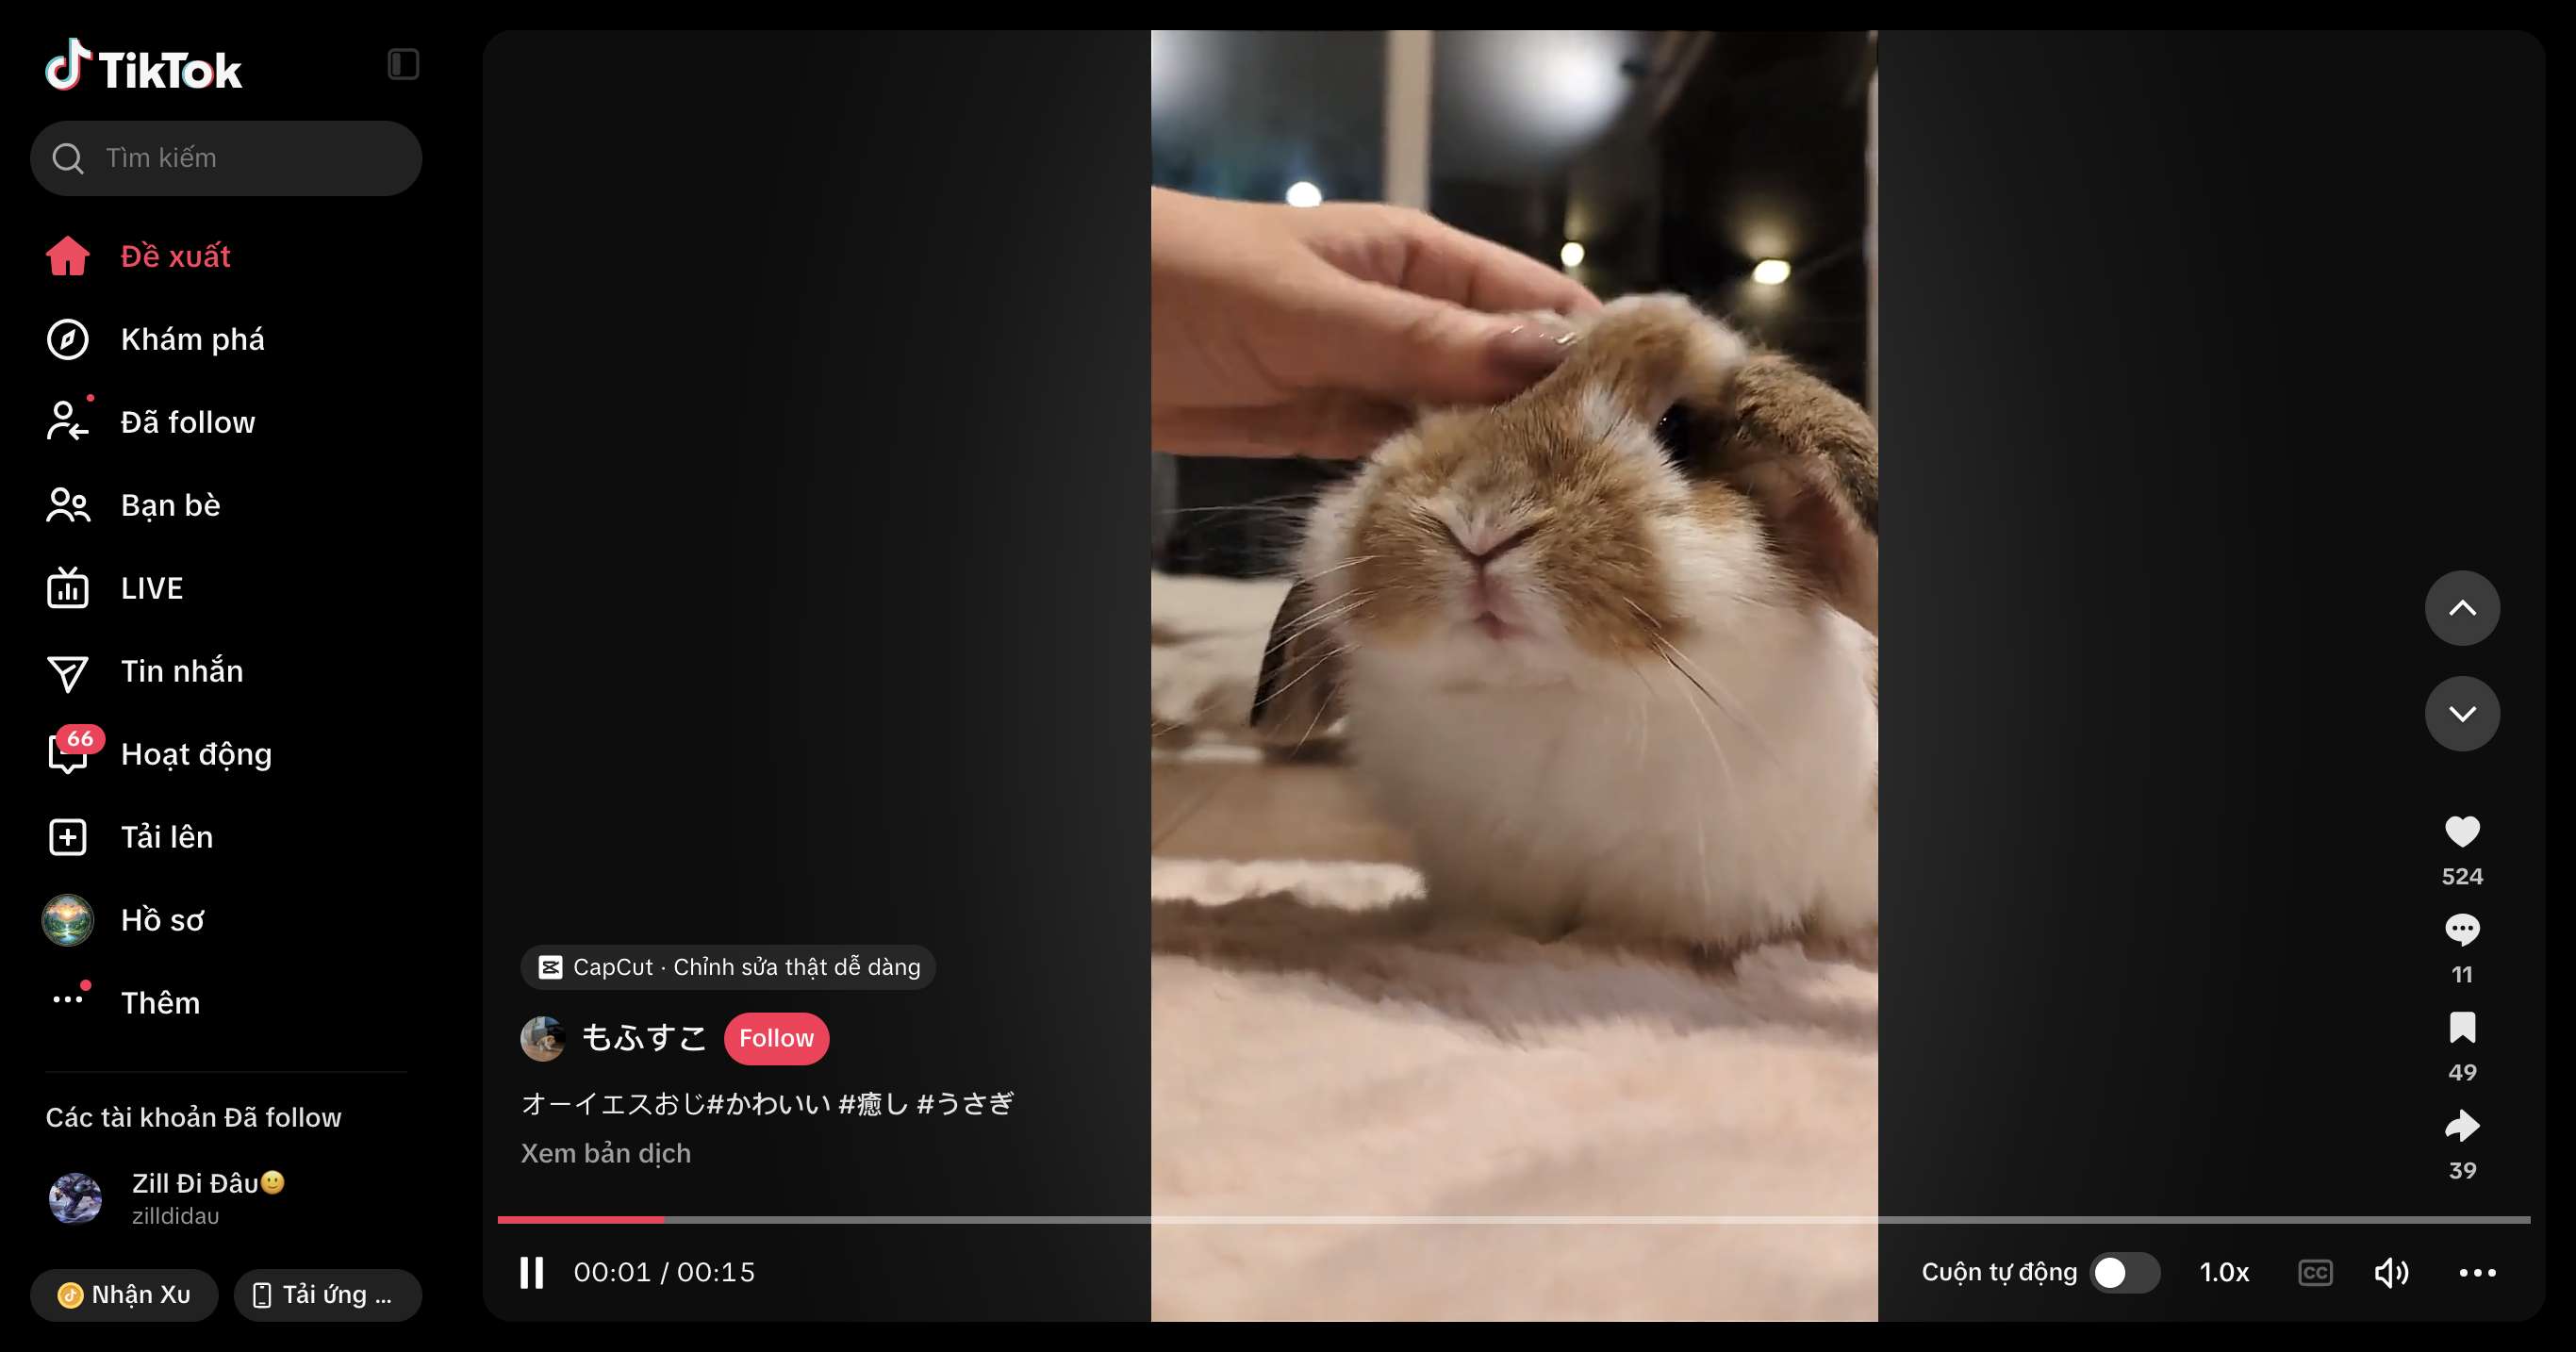 TikTok
Tìm kiếm
Đề xuất
Khám phá
Đã follow
Bạn bè
LIVE
Tin nhắn
66
Hoạt động
Tải lên
Hồ sơ
Thêm
Các tài khoản Đã follow
Zill Đi Đâu🙂
zilldidau
Nhận Xu
Tải ứng ...
CapCut · Chỉnh sửa thật dễ dàng
もふすこ Follow
オーイエスおじ#かわいい #癒し #うさぎ
Xem bản dịch
00:01 / 00:15
524
11
49
39
Cuộn tự động 1.0x CC